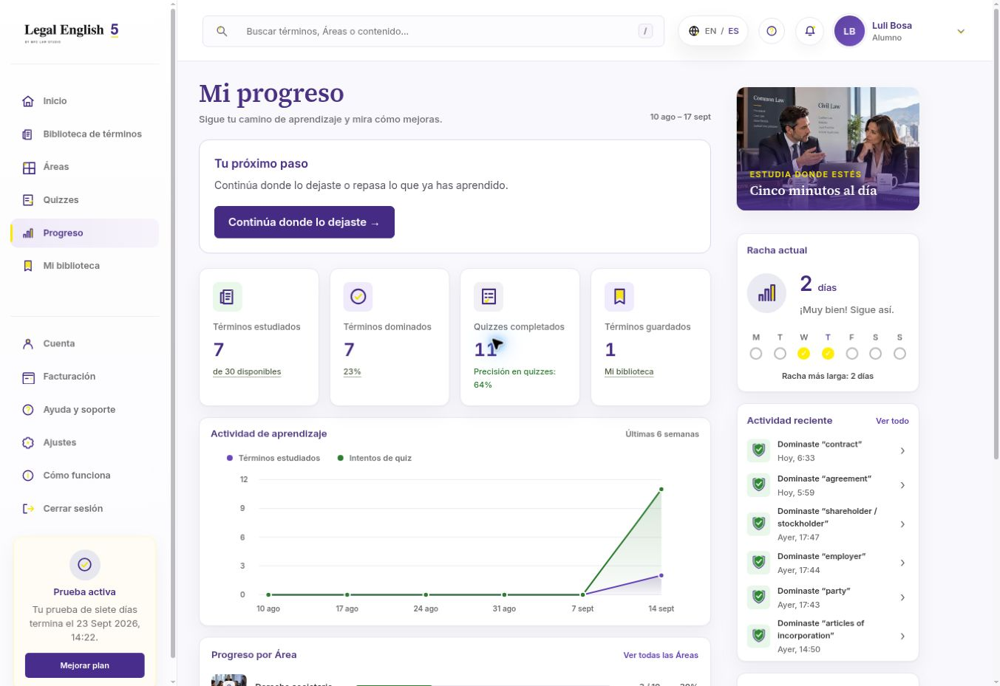 Legal English 5
BY MPC LAW STUDIO
Inicio
Biblioteca de términos
Áreas
Quizzes
Progreso
Mi biblioteca
Cuenta
Facturación
Ayuda y soporte
Ajustes
Cómo funciona
Cerrar sesión
Prueba activa
Tu prueba de siete días
termina el 23 Sept 2026,
14:22.
Mejorar plan
Buscar términos, Áreas o contenido...
/
EN / ES
LB
Luli Bosa
Alumno
Mi progreso
Sigue tu camino de aprendizaje y mira cómo mejoras.
10 ago – 17 sept
Tu próximo paso
Continúa donde lo dejaste o repasa lo que ya has aprendido.
Continúa donde lo dejaste →
Términos estudiados
7
de 30 disponibles
Términos dominados
7
23%
Quizzes completados
11
Precisión en quizzes:
64%
Términos guardados
1
Mi biblioteca
Actividad de aprendizaje
Últimas 6 semanas
Términos estudiados
Intentos de quiz
12
9
6
3
0
10 ago
17 ago
24 ago
31 ago
7 sept
14 sept
Progreso por Área
Ver todas las Áreas
Common Law
Civil Law
ESTUDIA DONDE ESTÉS
Cinco minutos al día
Racha actual
2 días
¡Muy bien! Sigue así.
M T W T F S S
Racha más larga: 2 días
Actividad reciente
Ver todo
Dominaste “contract”
Hoy, 6:33
Dominaste “agreement”
Hoy, 5:59
Dominaste “shareholder /
stockholder”
Ayer, 17:47
Dominaste “employer”
Ayer, 17:44
Dominaste “party”
Ayer, 17:43
Dominaste “articles of
incorporation”
Ayer, 14:50